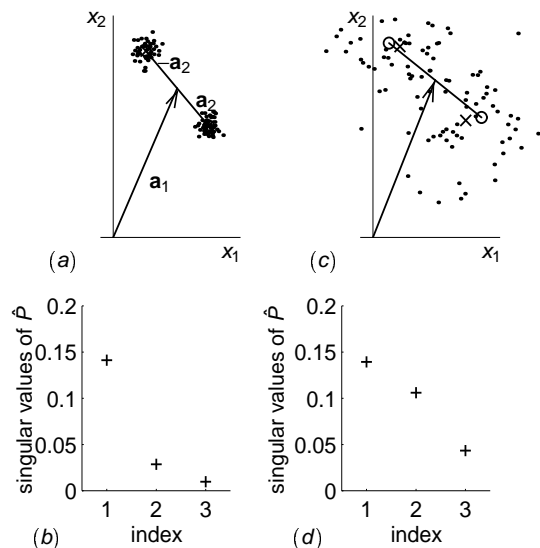 x2
–a2
a2
a1
x1
(a)
x2
x1
(c)
singular values of P̂
0.2
0.15
0.1
0.05
0
1 2 3
(b) index
singular values of P̂
0.2
0.15
0.1
0.05
0
1 2 3
(d) index